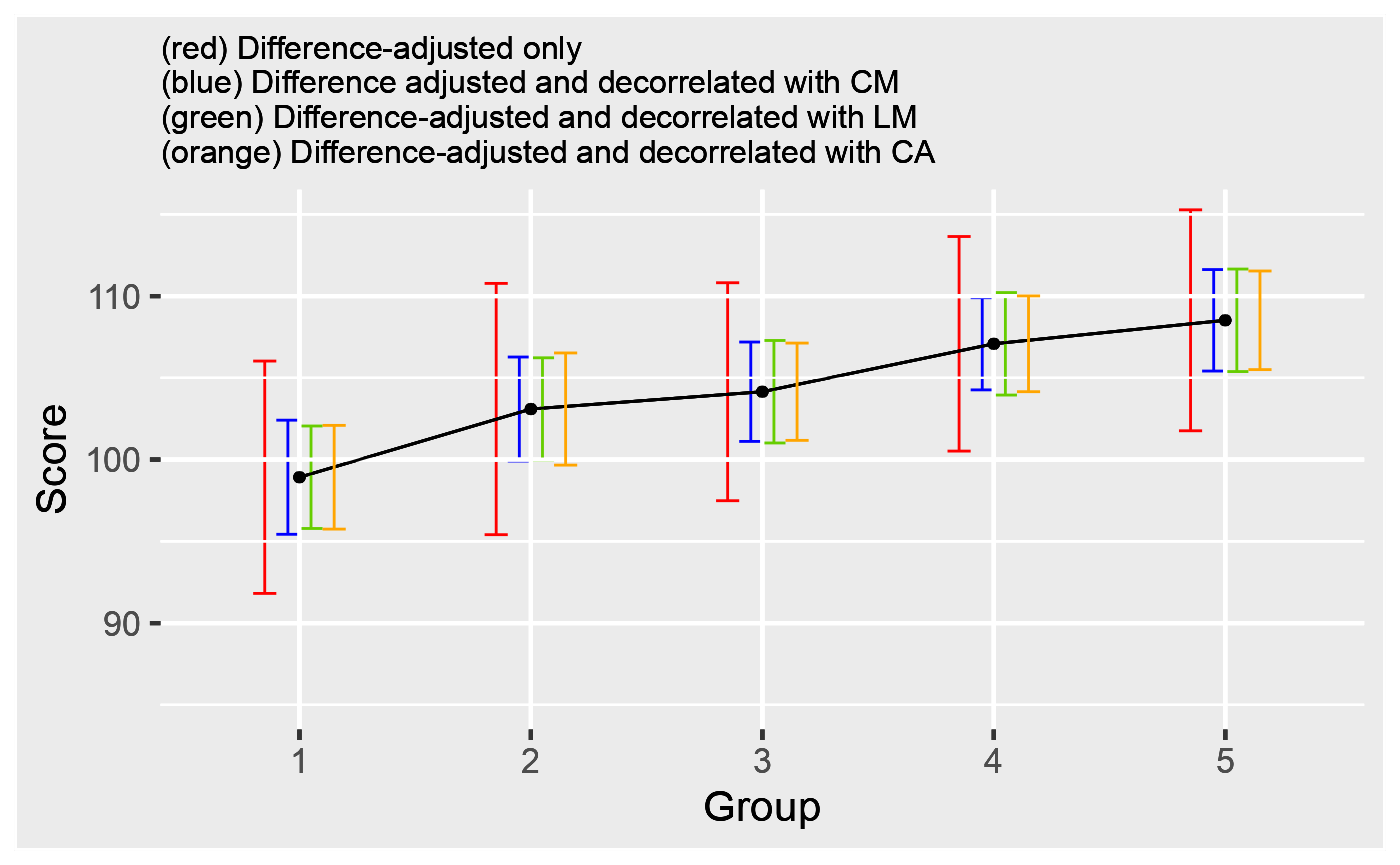 (red) Difference-adjusted only
(blue) Difference adjusted and decorrelated with CM
(green) Difference-adjusted and decorrelated with LM
(orange) Difference-adjusted and decorrelated with CA
110
100
90
Score
1 2 3 4 5
Group